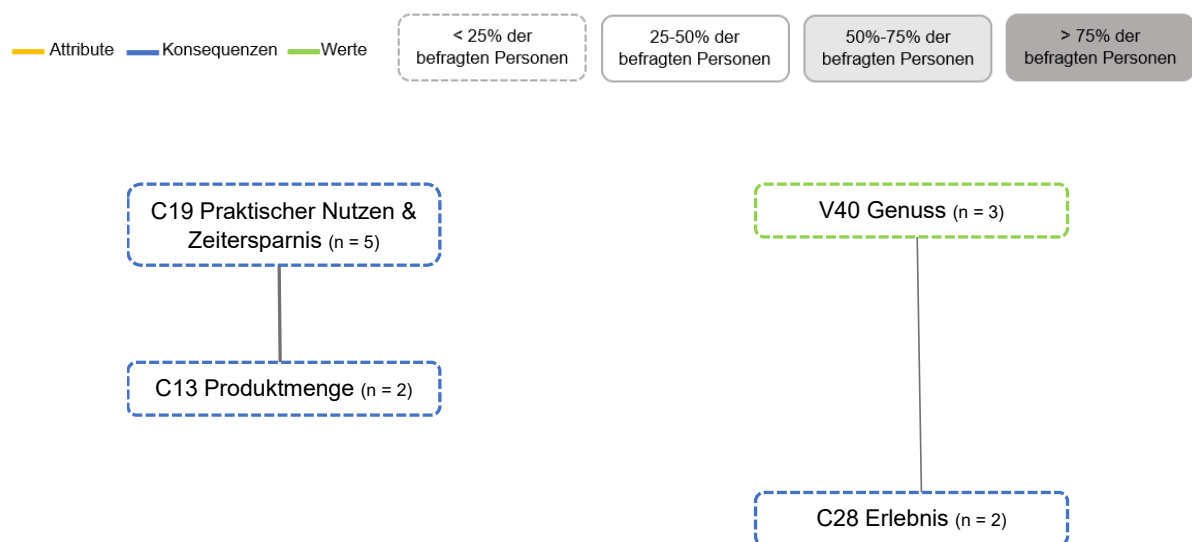 Attribute
Konsequenzen
Werte
< 25% der
befragten Personen
25-50% der
befragten Personen
50%-75% der
befragten Personen
> 75% der
befragten Personen
C19 Praktischer Nutzen &
Zeitersparnis (n = 5)
V40 Genuss (n = 3)
C13 Produktmenge (n = 2)
C28 Erlebnis (n = 2)